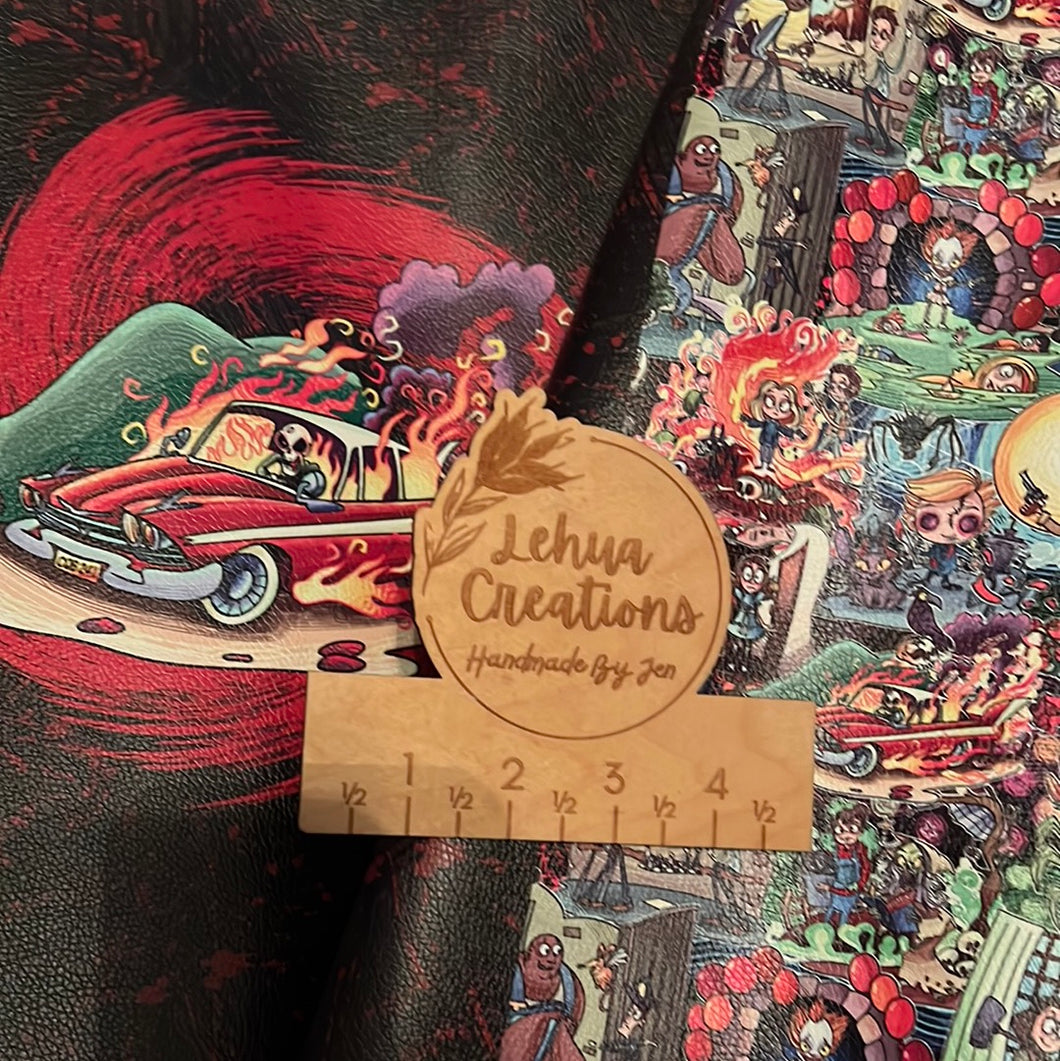 Lehua
Creations
Handmade By Jen
1 2 3 4
1/2 1/2 1/2 1/2 1/2